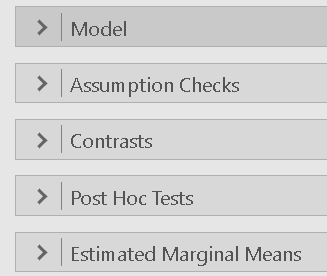 Model
Assumption Checks
Contrasts
Post Hoc Tests
Estimated Marginal Means